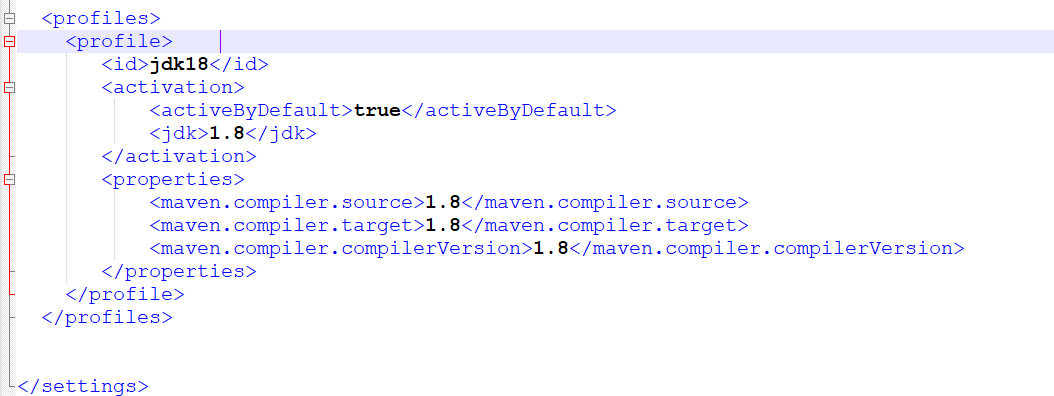 <profiles>
<profile>
<id>jdk18</id>
<activation>
<activeByDefault>true</activeByDefault>
<jdk>1.8</jdk>
</activation>
<properties>
<maven.compiler.source>1.8</maven.compiler.source>
<maven.compiler.target>1.8</maven.compiler.target>
<maven.compiler.compilerVersion>1.8</maven.compiler.compilerVersion>
</properties>
</profile>
</profiles>
</settings>